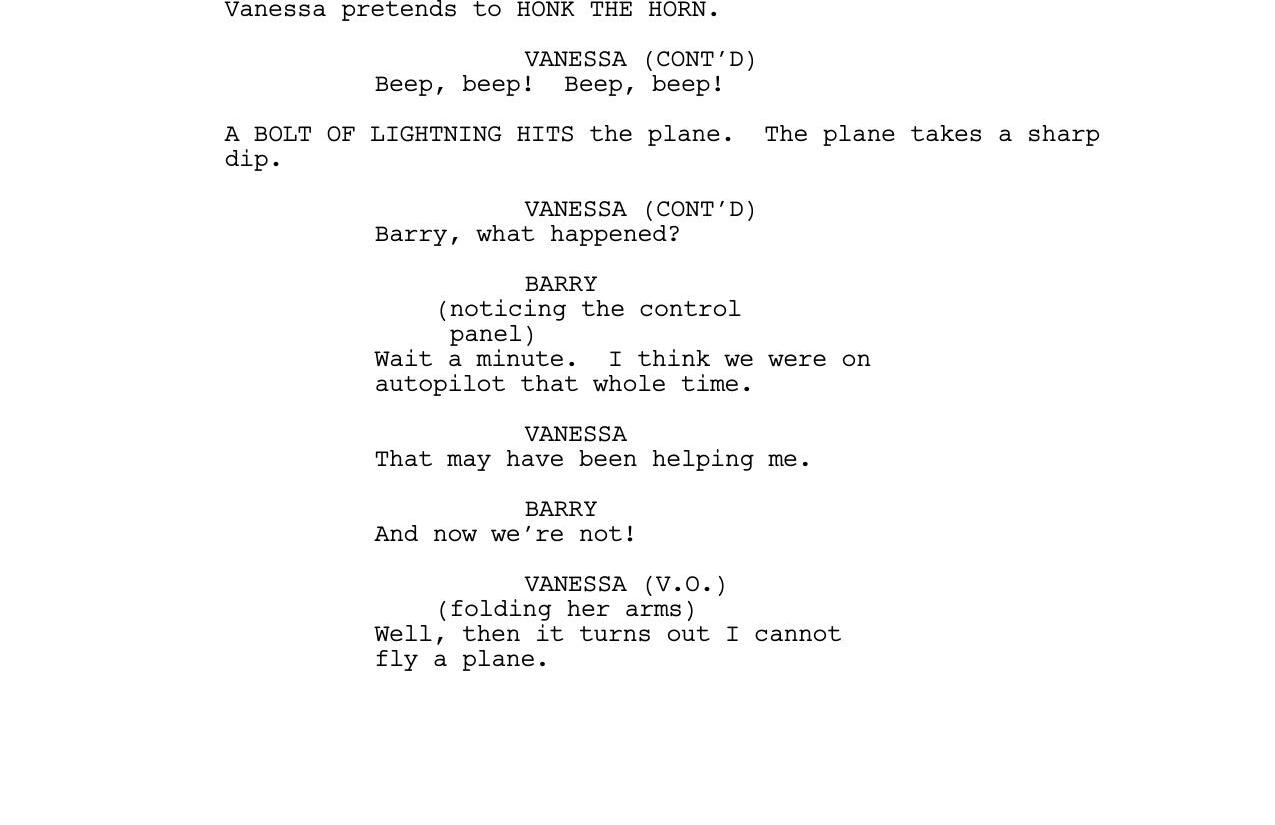 Vanessa pretends to HONK THE HORN.
VANESSA (CONT'D)
Beep, beep!  Beep, beep!
A BOLT OF LIGHTNING HITS the plane.  The plane takes a sharp
dip.
VANESSA (CONT'D)
Barry, what happened?
BARRY
(noticing the control
panel)
Wait a minute.  I think we were on
autopilot that whole time.
VANESSA
That may have been helping me.
BARRY
And now we're not!
VANESSA (V.O.)
(folding her arms)
Well, then it turns out I cannot
fly a plane.